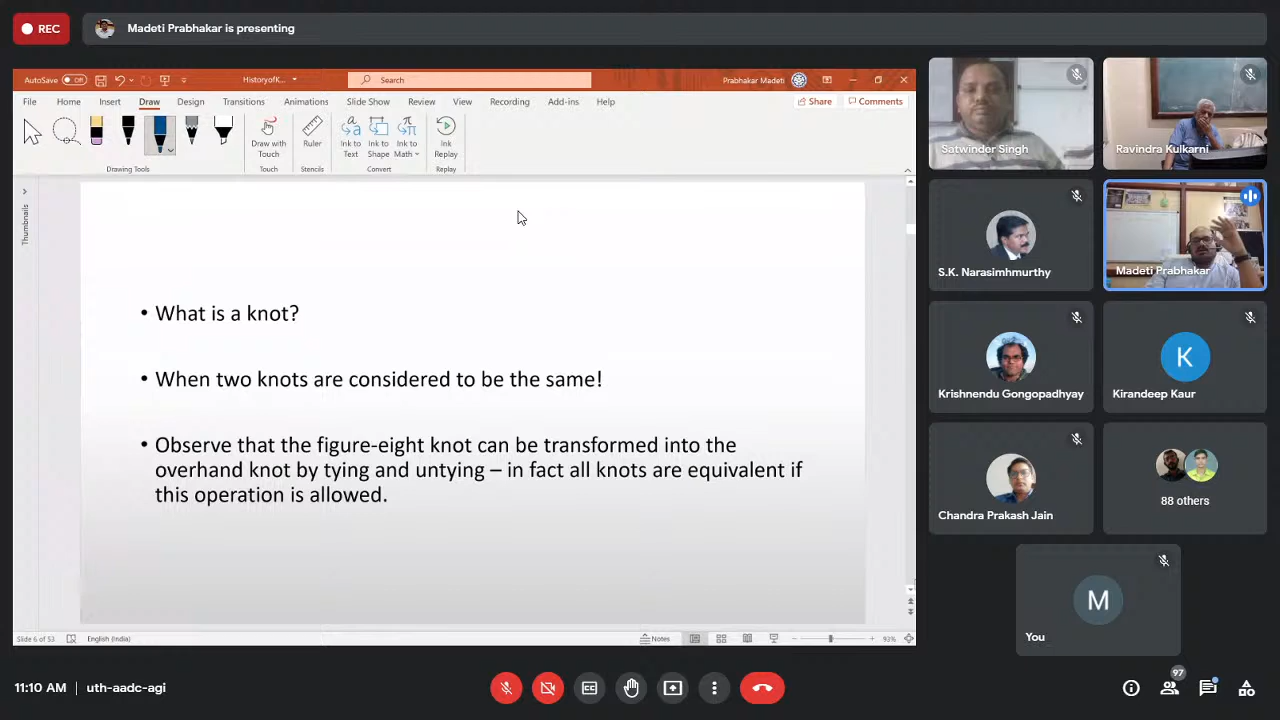 REC
Madeti Prabhakar is presenting
AutoSave Off
HistoryofK...
Search
Prabhakar Madeti
File Home Insert Draw Design Transitions Animations Slide Show Review View Recording Add-ins Help
Share Comments
Draw with Touch
Ruler
Ink to Text
Ink to Shape
Ink to Math
Ink Replay
Drawing Tools Touch Stencils Convert Replay
Thumbnails
• What is a knot?
• When two knots are considered to be the same!
• Observe that the figure-eight knot can be transformed into the
overhand knot by tying and untying – in fact all knots are equivalent if
this operation is allowed.
Slide 6 of 53 English (India) Notes 93%
Satwinder Singh
Ravindra Kulkarni
S.K. Narasimhmurthy
Madeti Prabhakar
Krishnendu Gongopadhyay
K
Kirandeep Kaur
Chandra Prakash Jain
88 others
M
You
11:10 AM | uth-aadc-agi
CC
97